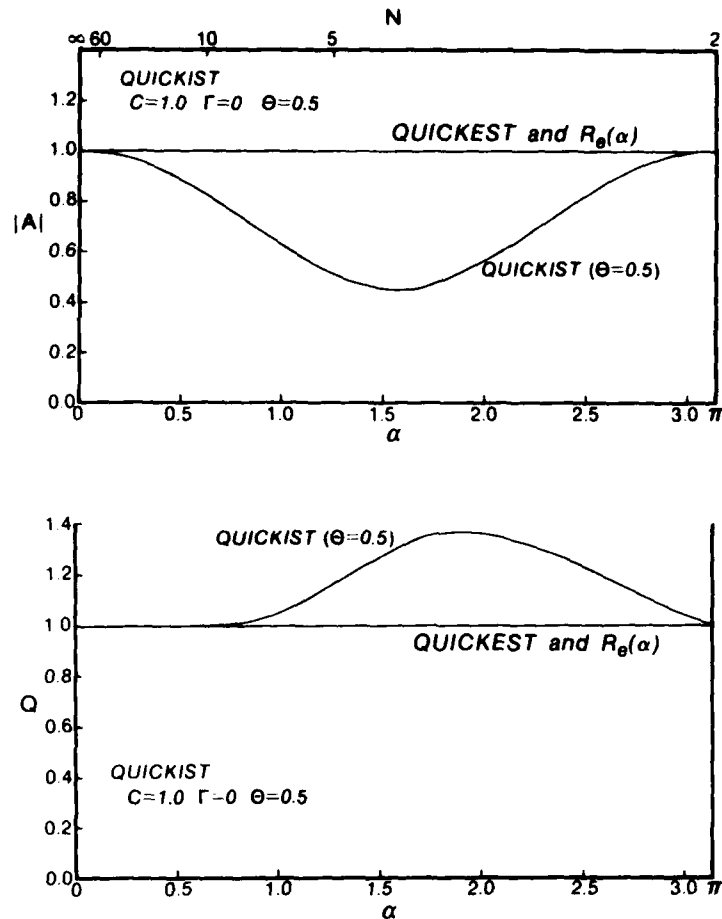 N
∞ 60 10 5 2
QUICKIST
C=1.0 Γ=0 Θ=0.5
1.2
QUICKEST and Re(α)
1.0
0.8
|A|
0.6
QUICKIST (Θ=0.5)
0.4
0.2
0.0
0 0.5 1.0 1.5 2.0 2.5 3.0 π
α
1.4
QUICKIST (Θ=0.5)
1.2
1.0
QUICKEST and Re(α)
0.8
Q
0.6
QUICKIST
0.4
C=1.0 Γ=0 Θ=0.5
0.2
0.0
0 0.5 1.0 1.5 2.0 2.5 3.0 π
α